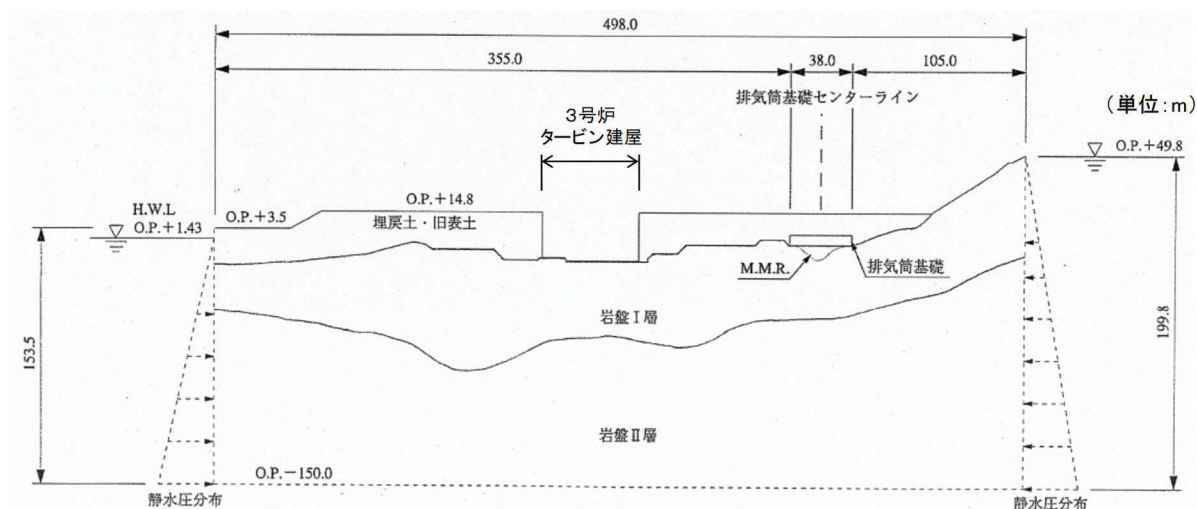 498.0
355.0
38.0
105.0
排気筒基礎センターライン
(単位:m)
3号炉
タービン建屋
O.P.+49.8
O.P.+14.8
H.W.L
O.P.+3.5
O.P.+1.43
埋戻土・旧表土
M.M.R.
排気筒基礎
岩盤Ⅰ層
153.5
199.8
岩盤Ⅱ層
O.P.-150.0
静水圧分布
静水圧分布